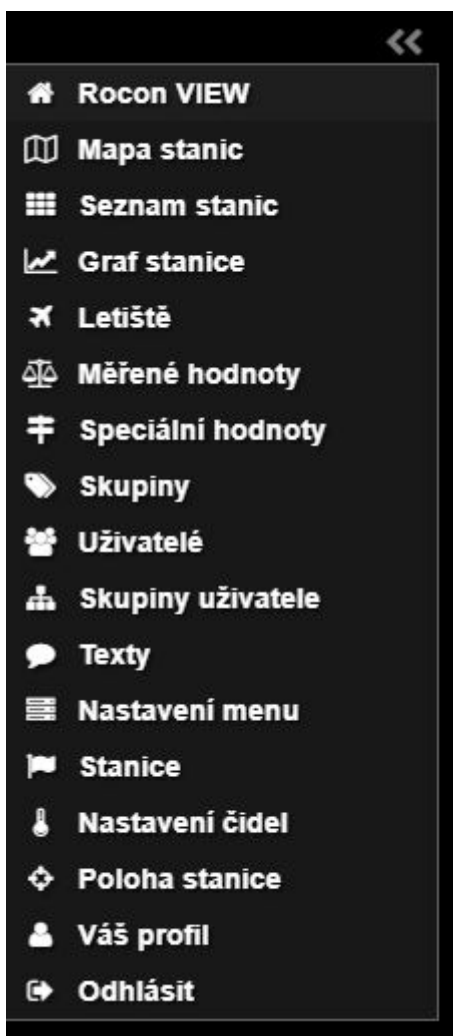 Rocon VIEW
Mapa stanic
Seznam stanic
Graf stanice
Letiště
Měřené hodnoty
Speciální hodnoty
Skupiny
Uživatelé
Skupiny uživatele
Texty
Nastavení menu
Stanice
Nastavení čidel
Poloha stanice
Váš profil
Odhlásit